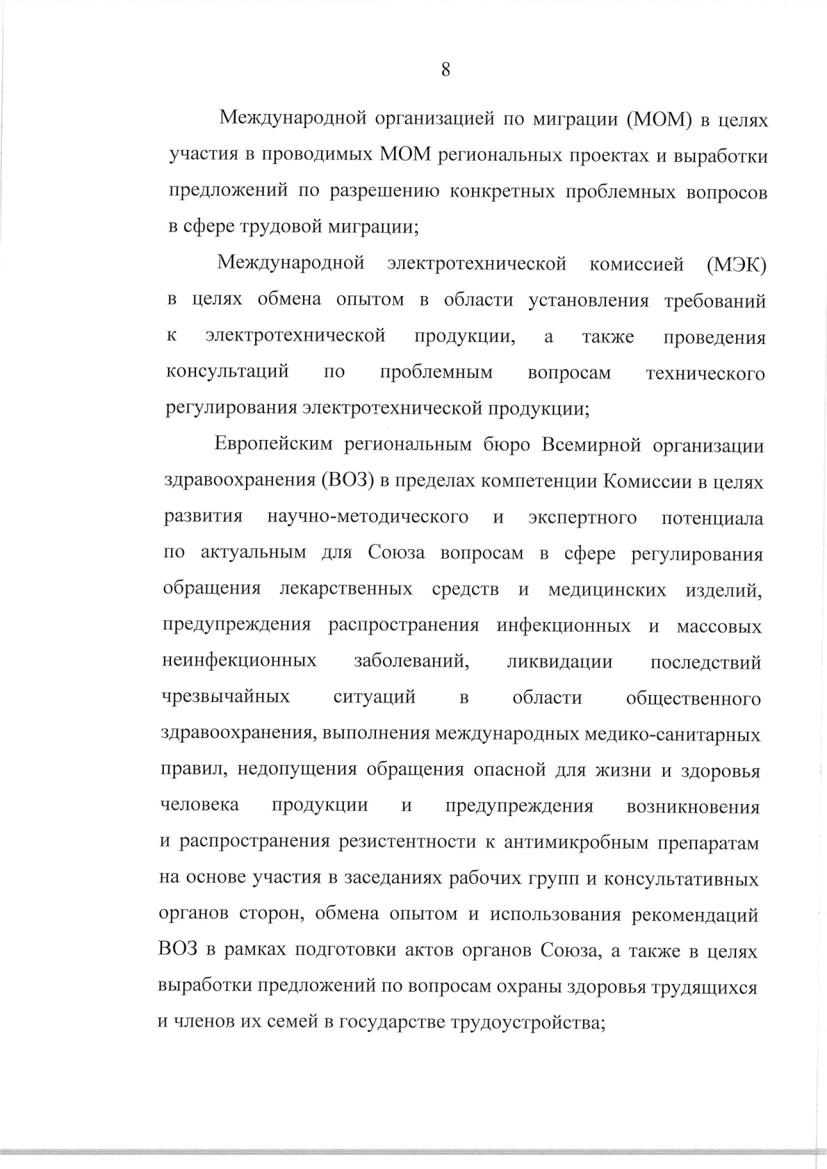 8
Международной организацией по миграции (МОМ) в целях
участия в проводимых МОМ региональных проектах и выработки
предложений по разрешению конкретных проблемных вопросов
в сфере трудовой миграции;
Международной электротехнической комиссией (МЭК)
в целях обмена опытом в области установления требований
к электротехнической продукции, а также проведения
консультаций по проблемным вопросам технического
регулирования электротехнической продукции;
Европейским региональным бюро Всемирной организации
здравоохранения (ВОЗ) в пределах компетенции Комиссии в целях
развития научно-методического и экспертного потенциала
по актуальным для Союза вопросам в сфере регулирования
обращения лекарственных средств и медицинских изделий,
предупреждения распространения инфекционных и массовых
неинфекционных заболеваний, ликвидации последствий
чрезвычайных ситуаций в области общественного
здравоохранения, выполнения международных медико-санитарных
правил, недопущения обращения опасной для жизни и здоровья
человека продукции и предупреждения возникновения
и распространения резистентности к антимикробным препаратам
на основе участия в заседаниях рабочих групп и консультативных
органов сторон, обмена опытом и использования рекомендаций
ВОЗ в рамках подготовки актов органов Союза, а также в целях
выработки предложений по вопросам охраны здоровья трудящихся
и членов их семей в государстве трудоустройства;